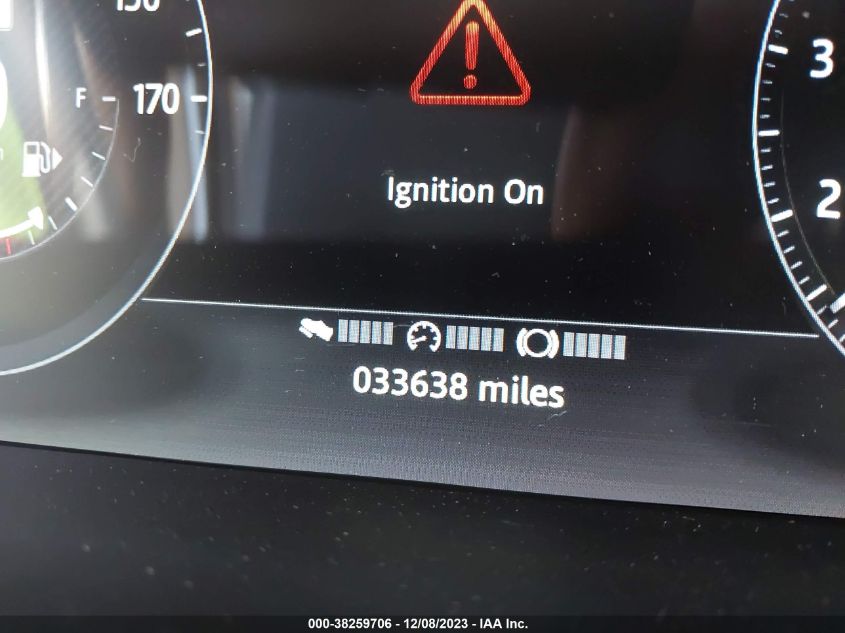 150
F
170
3
Ignition On
2
033638 miles
000-38259706 - 12/08/2023 - IAA Inc.